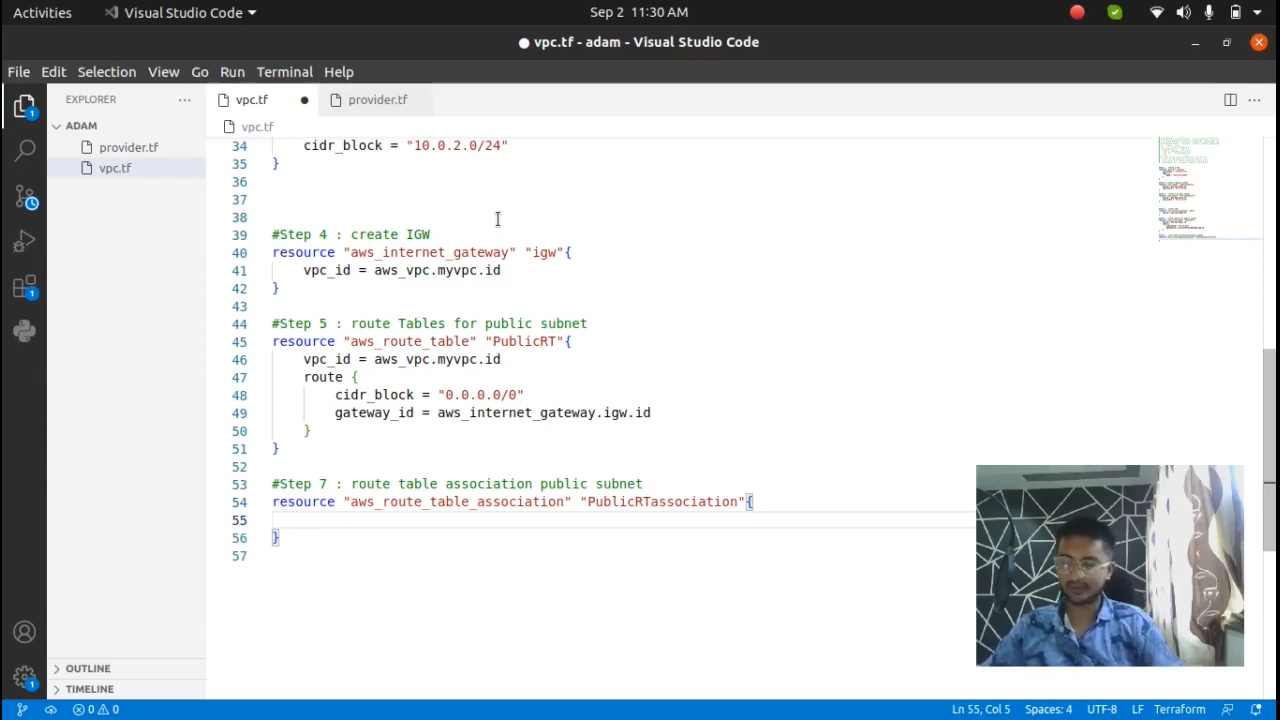 Activities Visual Studio Code Sep 2 11:30 AM
vpc.tf - adam - Visual Studio Code
File Edit Selection View Go Run Terminal Help
EXPLORER
vpc.tf provider.tf
ADAM
vpc.tf
provider.tf
vpc.tf
34 cidr_block = "10.0.2.0/24"
35 }
36
37
38
39 #Step 4 : create IGW
40 resource "aws_internet_gateway" "igw"{
41 vpc_id = aws_vpc.myvpc.id
42 }
43
44 #Step 5 : route Tables for public subnet
45 resource "aws_route_table" "PublicRT"{
46 vpc_id = aws_vpc.myvpc.id
47 route {
48 cidr_block = "0.0.0.0/0"
49 gateway_id = aws_internet_gateway.igw.id
50 }
51 }
52
53 #Step 7 : route table association public subnet
54 resource "aws_route_table_association" "PublicRTassociation"{
55
56 }
57
OUTLINE
TIMELINE
0 0 Ln 55, Col 5 Spaces: 4 UTF-8 LF Terraform